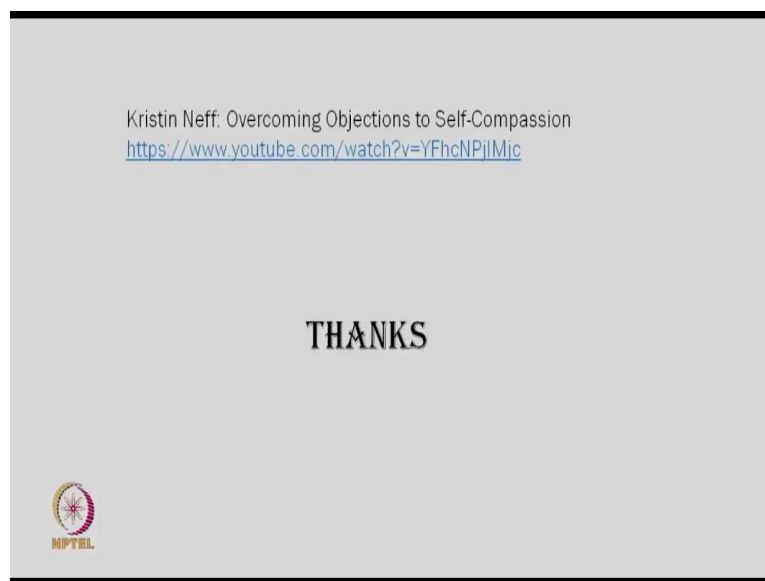 Kristin Neff: Overcoming Objections to Self-Compassion
https://www.youtube.com/watch?v=YFhcNPjIMjc
THANKS
NPTEL